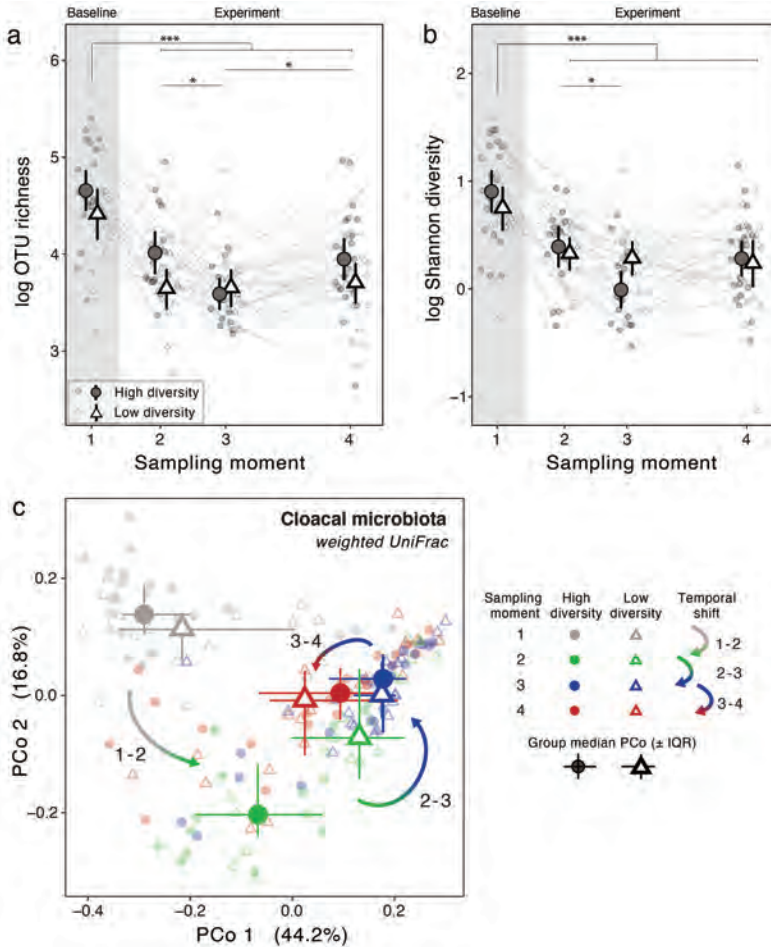 Baseline Experiment
a
***
*
*
6
5
4
3
log OTU richness
High diversity
Low diversity
1 2 3 4
Sampling moment
Baseline Experiment
b
***
*
2
1
0
−1
log Shannon diversity
1 2 3 4
Sampling moment
c
Cloacal microbiota
weighted UniFrac
0.2
0.0
−0.2
PCo 2 (16.8%)
3-4
1-2
2-3
−0.4 −0.2 0.0 0.2
PCo 1 (44.2%)
Sampling moment
High diversity
Low diversity
Temporal shift
1
2
3
4
1-2
2-3
3-4
Group median PCo (± IQR)